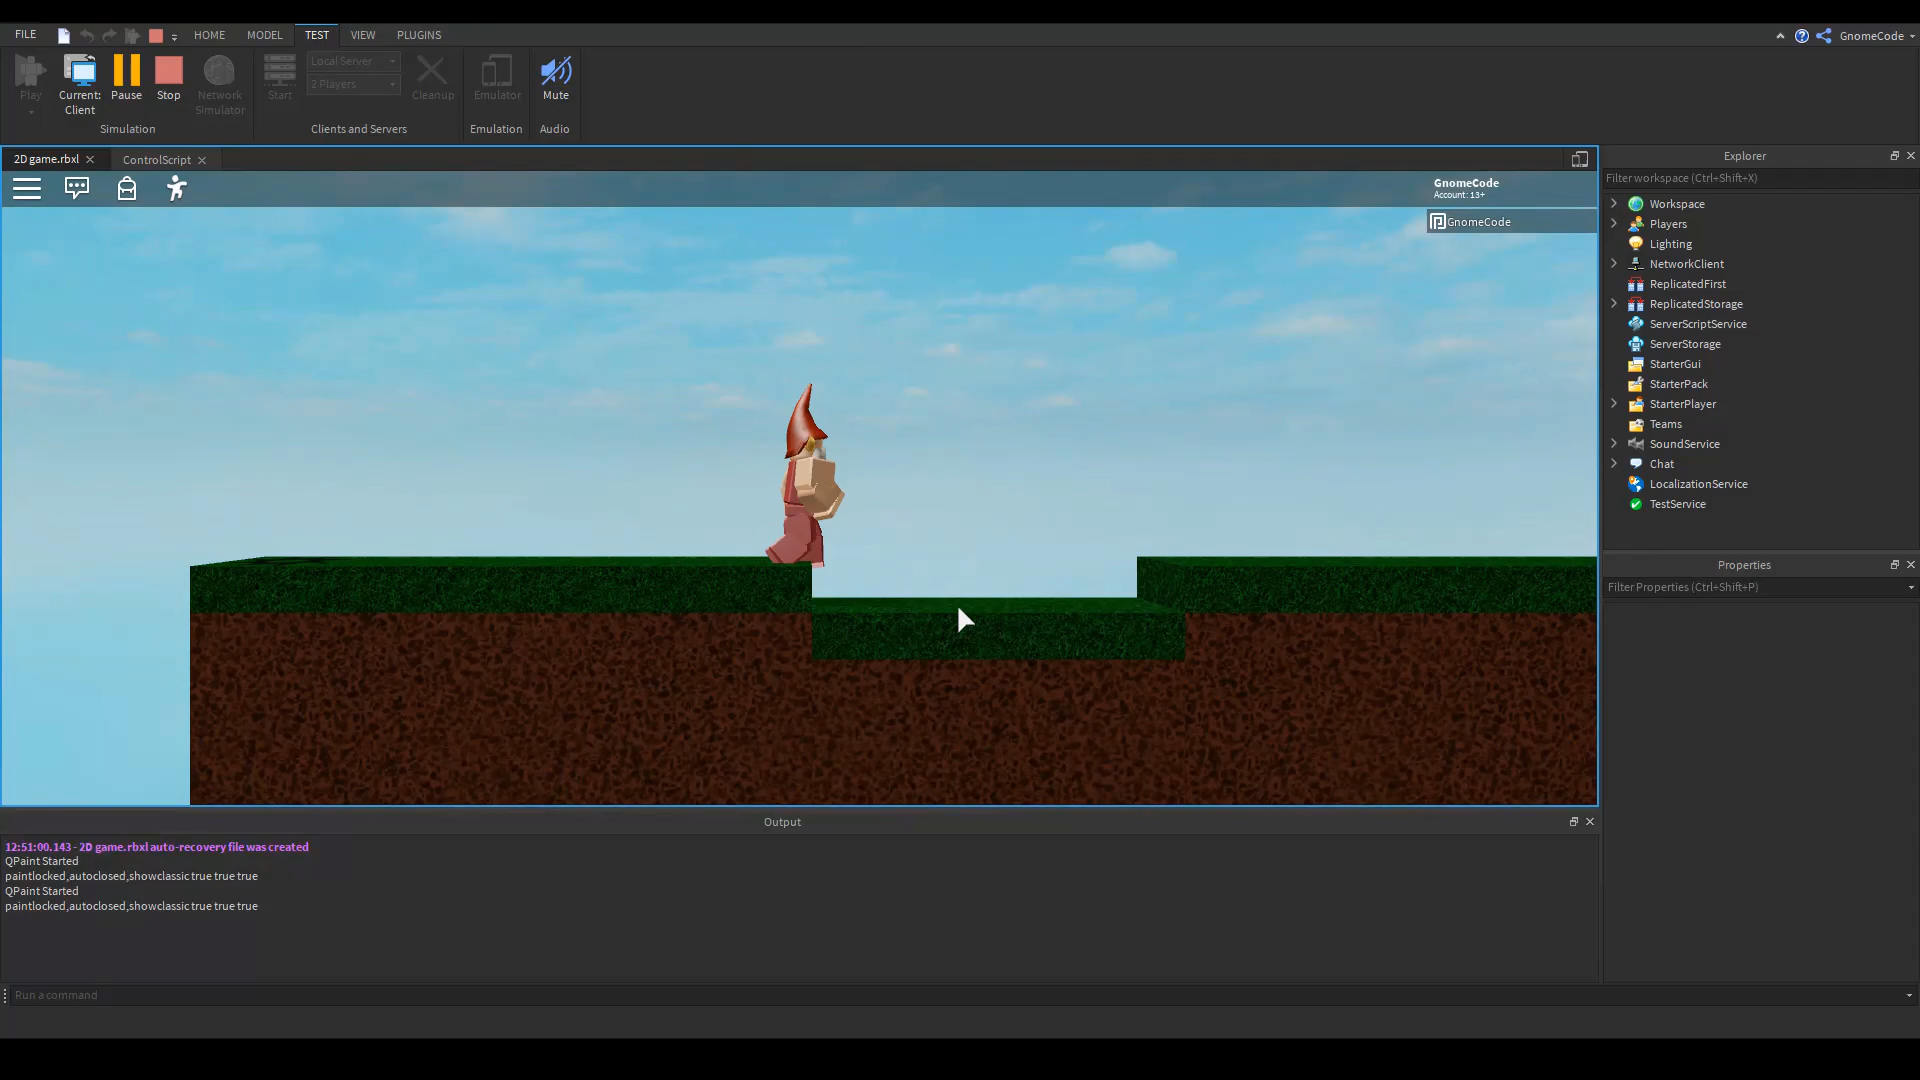 FILE HOME MODEL TEST VIEW PLUGINS GnomeCode
Play
Current:
Client
Pause
Stop
Network
Simulator
Simulation
Start
Local Server
2 Players
Cleanup
Clients and Servers
Emulator
Emulation
Mute
Audio
2D game.rbxl
ControlScript
GnomeCode
Account: 13+
GnomeCode
Explorer
Filter workspace (Ctrl+Shift+X)
Workspace
Players
Lighting
NetworkClient
ReplicatedFirst
ReplicatedStorage
ServerScriptService
ServerStorage
StarterGui
StarterPack
StarterPlayer
Teams
SoundService
Chat
LocalizationService
TestService
Properties
Filter Properties (Ctrl+Shift+P)
Output
12:51:00.143 - 2D game.rbxl auto-recovery file was created
QPaint Started
paintlocked,autoclosed,showclassic true true true
QPaint Started
paintlocked,autoclosed,showclassic true true true
Run a command